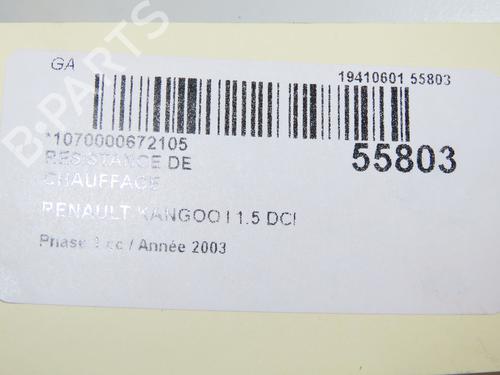 GA
19410601 55803
*1070000672105
55803
RESISTANCE DE
CHAUFFAGE
RENAULT KANGOO I 1.5 DCI
Phase 1 cc / Année 2003
B-PARTS